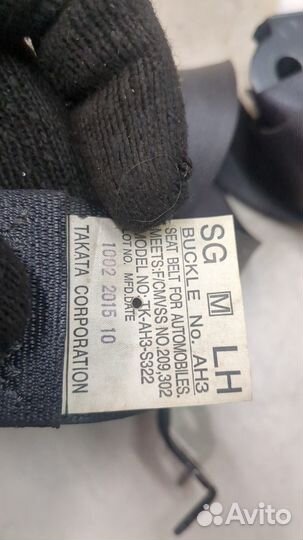 SG M LH
BUCKLE No. AH3
SEAT BELT FOR AUTOMOBILES.
MEETS:F/CMVSS NO.209,302
MODEL NO.TK-AH3-S322
LOT NO. MFD.DATE
1002 2015 10
TAKATA CORPORATION
Avito